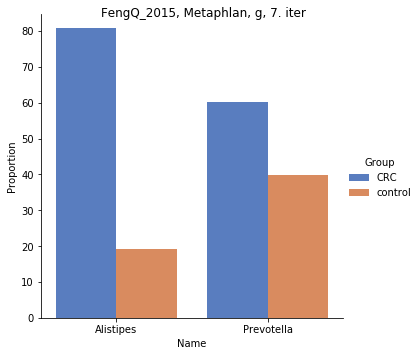 FengQ_2015, Metaphlan, g, 7. iter
80
70
60
50
40
30
20
10
0
Proportion
Alistipes
Prevotella
Name
Group
CRC
control